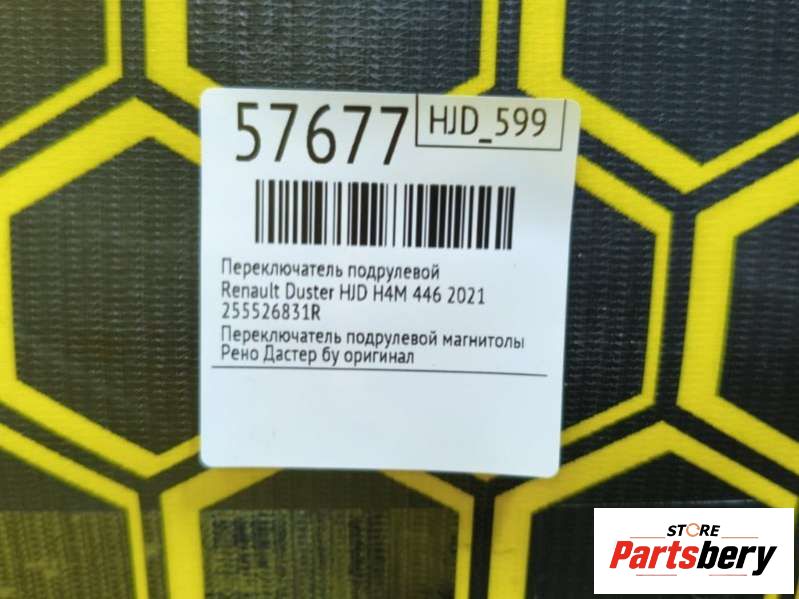 57677
HJD_599
Переключатель подрулевой
Renault Duster HJD H4M 446 2021
255526831R
Переключатель подрулевой магнитолы
Рено Дастер бу оригинал
STORE
Partsbery